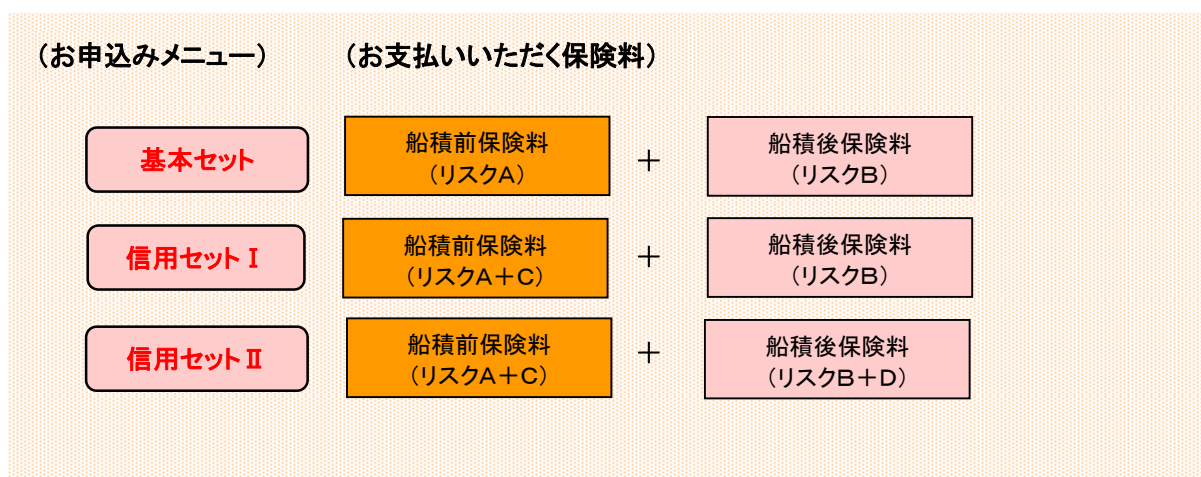 （お申込みメニュー）　（お支払いいただく保険料）
基本セット
船積前保険料
（リスクA）
＋
船積後保険料
（リスクB）
信用セットⅠ
船積前保険料
（リスクA＋C）
＋
船積後保険料
（リスクB）
信用セットⅡ
船積前保険料
（リスクA＋C）
＋
船積後保険料
（リスクB＋D）